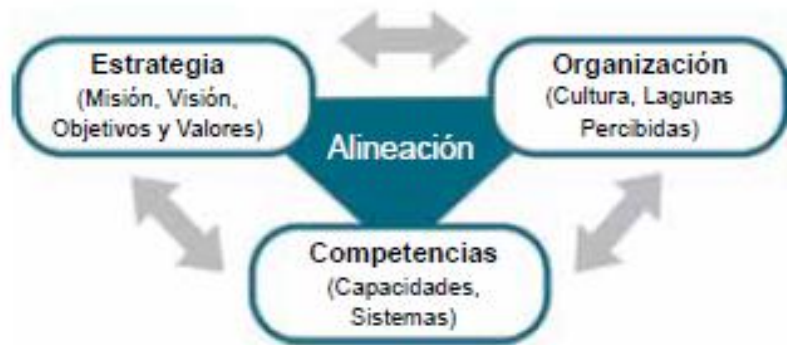 Estrategia
(Misión, Visión,
Objetivos y Valores)
Organización
(Cultura, Lagunas
Percibidas)
Alineación
Competencias
(Capacidades,
Sistemas)